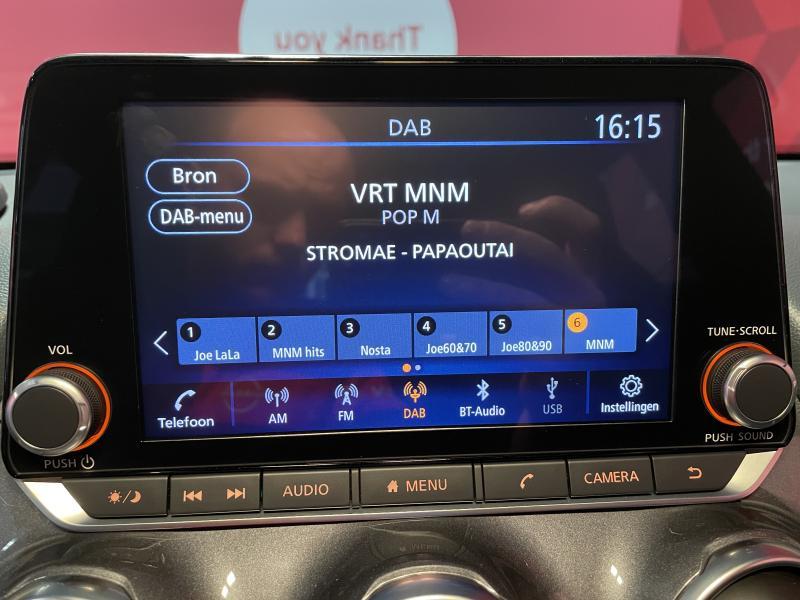 Thank you
DAB
16:15
Bron
DAB-menu
VRT MNM
POP M
STROMAE - PAPAOUTAI
1 Joe LaLa
2 MNM hits
3 Nosta
4 Joe60&70
5 Joe80&90
6 MNM
Telefoon
AM
FM
DAB
BT-Audio
USB
Instellingen
VOL
PUSH
TUNE·SCROLL
PUSH SOUND
AUDIO
MENU
CAMERA